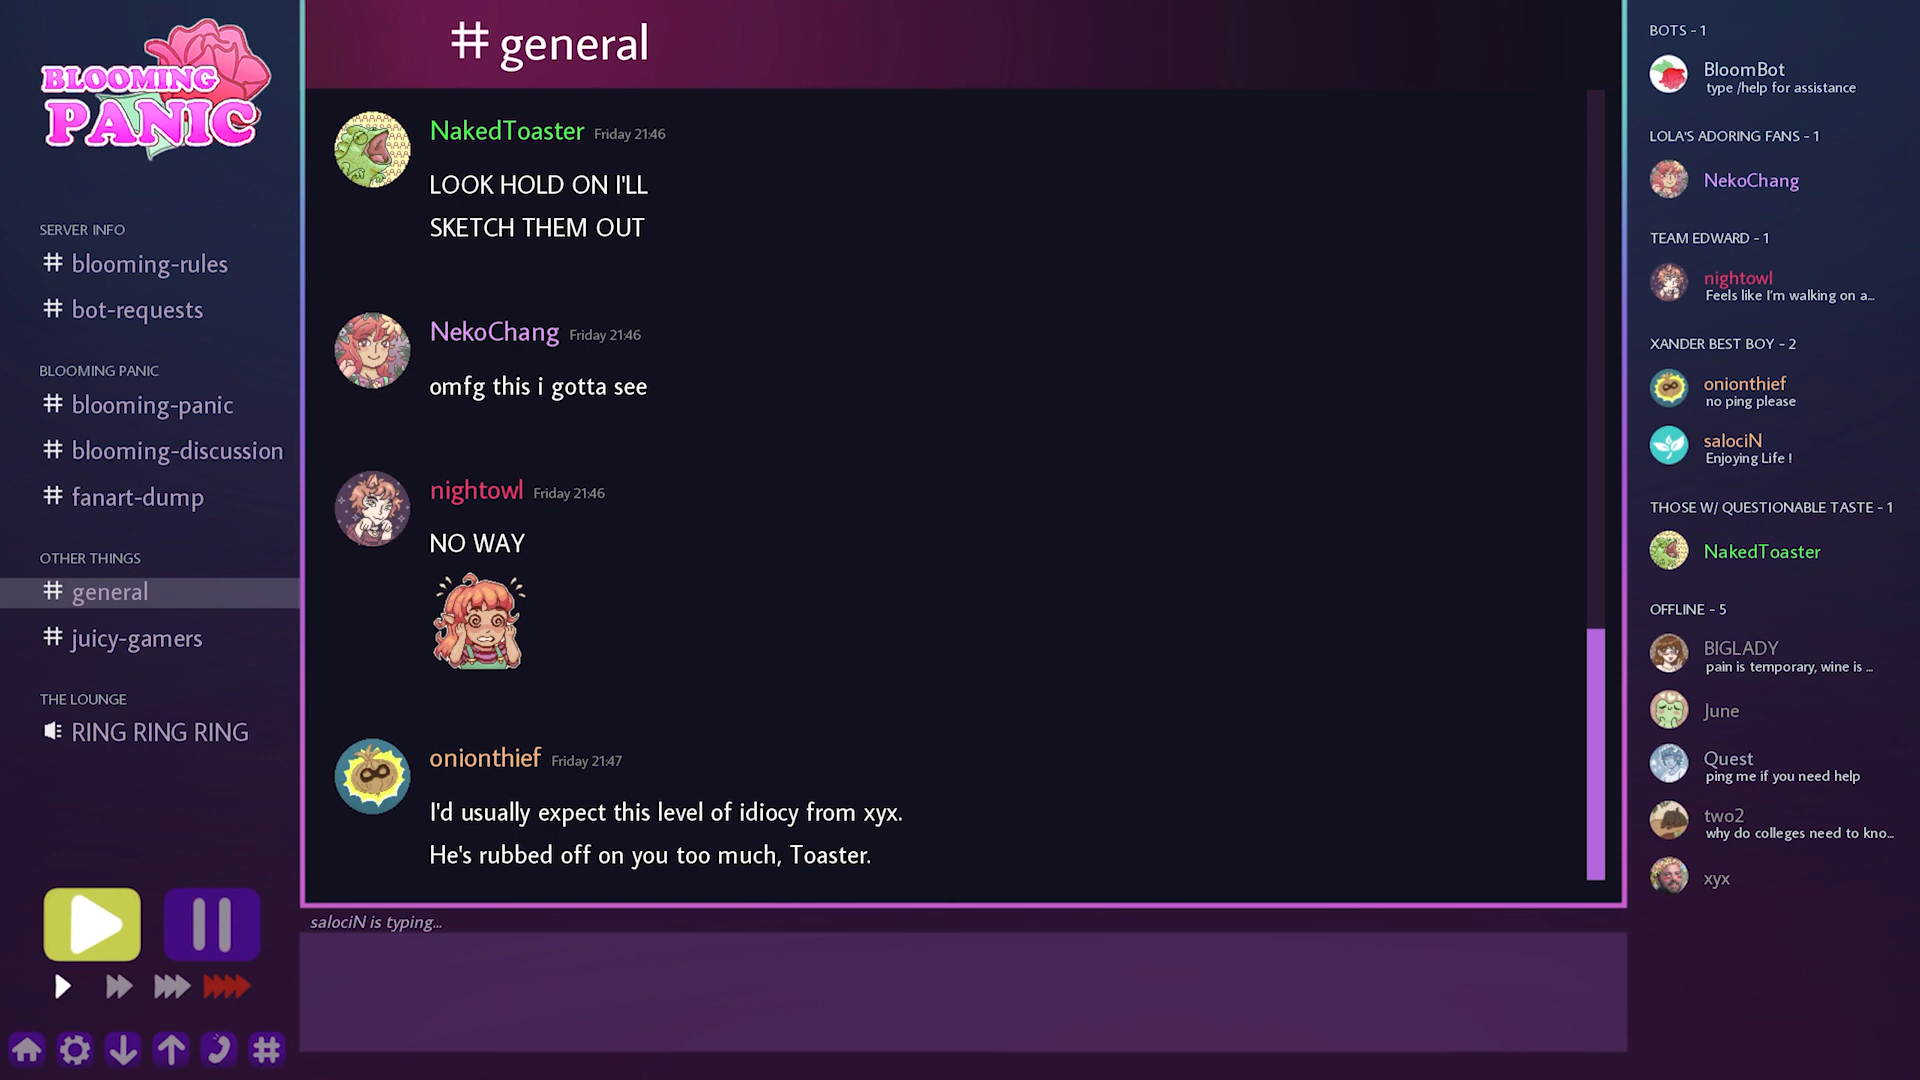 BLOOMING
PANIC
SERVER INFO
# blooming-rules
# bot-requests
BLOOMING PANIC
# blooming-panic
# blooming-discussion
# fanart-dump
OTHER THINGS
# general
# juicy-gamers
THE LOUNGE
RING RING RING
# general
NakedToaster Friday 21:46
LOOK HOLD ON I'LL
SKETCH THEM OUT
NekoChang Friday 21:46
omfg this i gotta see
nightowl Friday 21:46
NO WAY
onionthief Friday 21:47
I'd usually expect this level of idiocy from xyx.
He's rubbed off on you too much, Toaster.
salociN is typing...
BOTS - 1
BloomBot
type /help for assistance
LOLA'S ADORING FANS - 1
NekoChang
TEAM EDWARD - 1
nightowl
Feels like I'm walking on a...
XANDER BEST BOY - 2
onionthief
no ping please
salociN
Enjoying Life !
THOSE W/ QUESTIONABLE TASTE - 1
NakedToaster
OFFLINE - 5
BIGLADY
pain is temporary, wine is ...
June
Quest
ping me if you need help
two2
why do colleges need to kno...
xyx